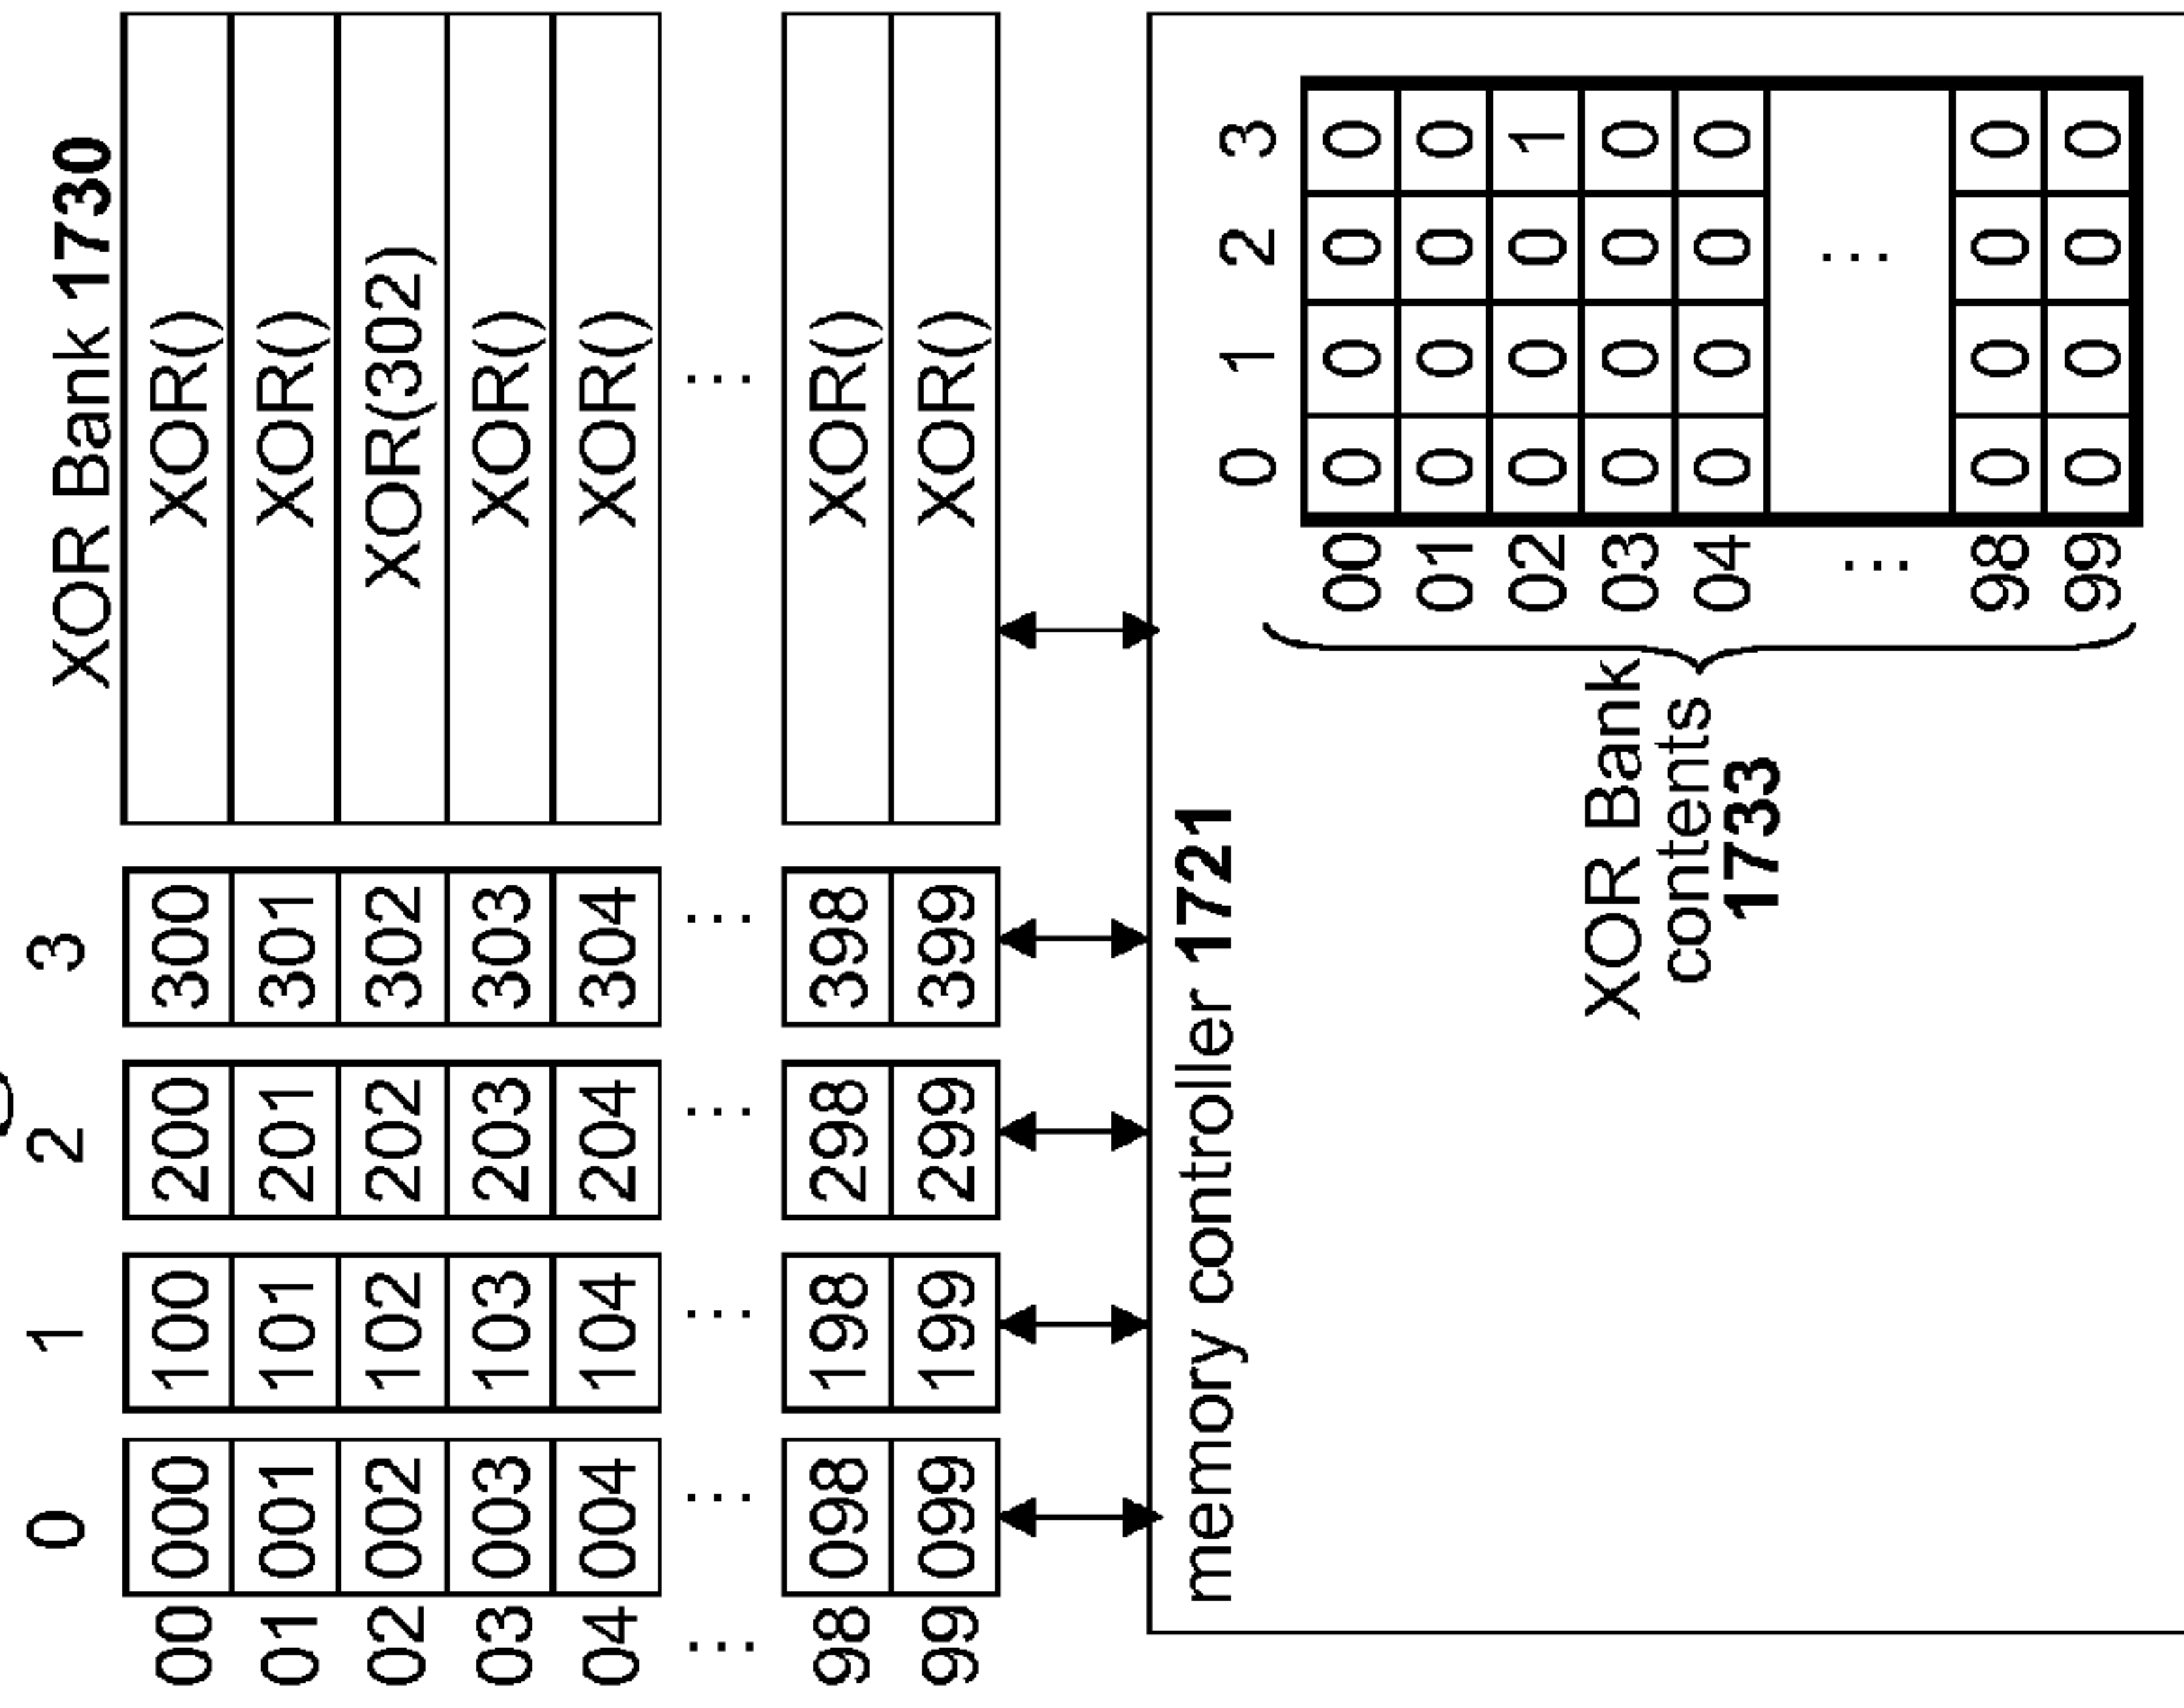 0 1 2 3 XOR Bank 1730
00 000 100 200 300 XOR()
01 001 101 201 301 XOR()
02 002 102 202 302 XOR(302)
03 003 103 203 303 XOR()
04 004 104 204 304 XOR()
... ... ... ... ... ...
98 098 198 298 398 XOR()
99 099 199 299 399 XOR()
memory controller 1721
0 1 2 3
00 0 0 0 0
01 0 0 0 0
02 0 0 0 1
03 0 0 0 0
04 0 0 0 0
... ...
98 0 0 0 0
99 0 0 0 0
XOR Bank
contents
1733